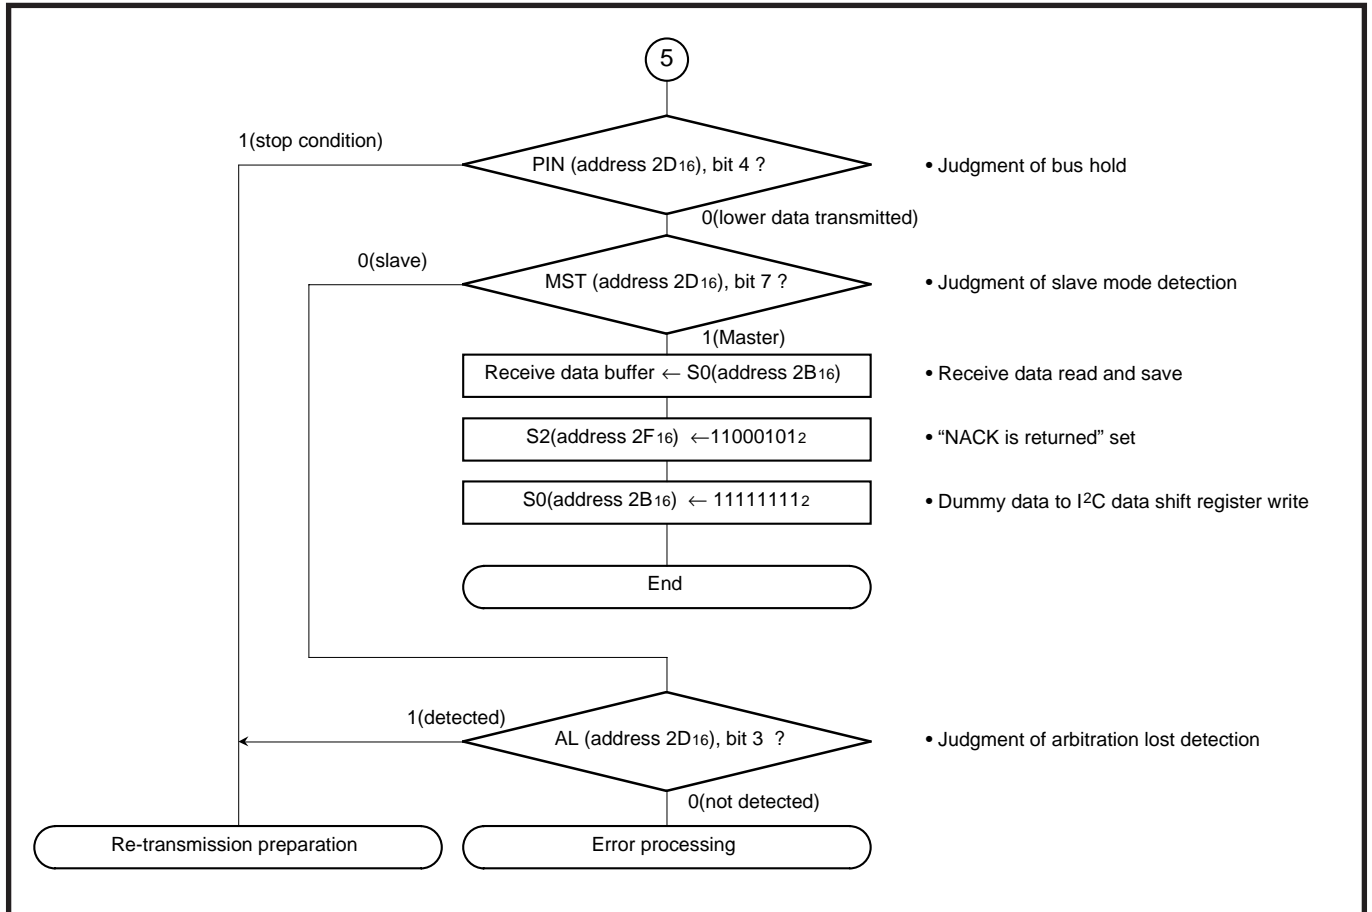 5
1(stop condition)
PIN (address 2D16), bit 4 ?
• Judgment of bus hold
0(lower data transmitted)
0(slave)
MST (address 2D16), bit 7 ?
• Judgment of slave mode detection
1(Master)
Receive data buffer ← S0(address 2B16)
• Receive data read and save
S2(address 2F16) ←110001012
• “NACK is returned” set
S0(address 2B16) ← 111111112
• Dummy data to I2C data shift register write
End
1(detected)
AL (address 2D16), bit 3 ?
• Judgment of arbitration lost detection
0(not detected)
Re-transmission preparation
Error processing